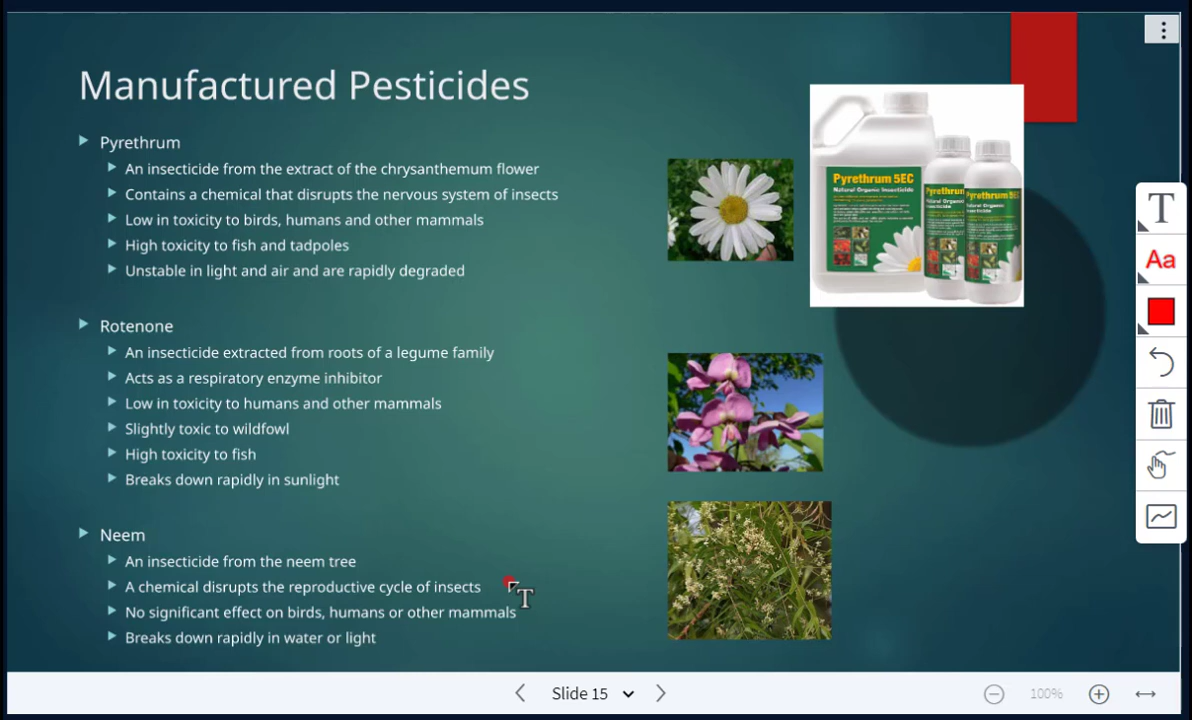 Manufactured Pesticides
Pyrethrum
An insecticide from the extract of the chrysanthemum flower
Contains a chemical that disrupts the nervous system of insects
Low in toxicity to birds, humans and other mammals
High toxicity to fish and tadpoles
Unstable in light and air and are rapidly degraded
Pyrethrum 5EC
Natural Organic Insecticide
Pyrethrum 5EC
Rotenone
An insecticide extracted from roots of a legume family
Acts as a respiratory enzyme inhibitor
Low in toxicity to humans and other mammals
Slightly toxic to wildfowl
High toxicity to fish
Breaks down rapidly in sunlight
Neem
An insecticide from the neem tree
A chemical disrupts the reproductive cycle of insects
No significant effect on birds, humans or other mammals
Breaks down rapidly in water or light
T
Aa
Slide 15
100%